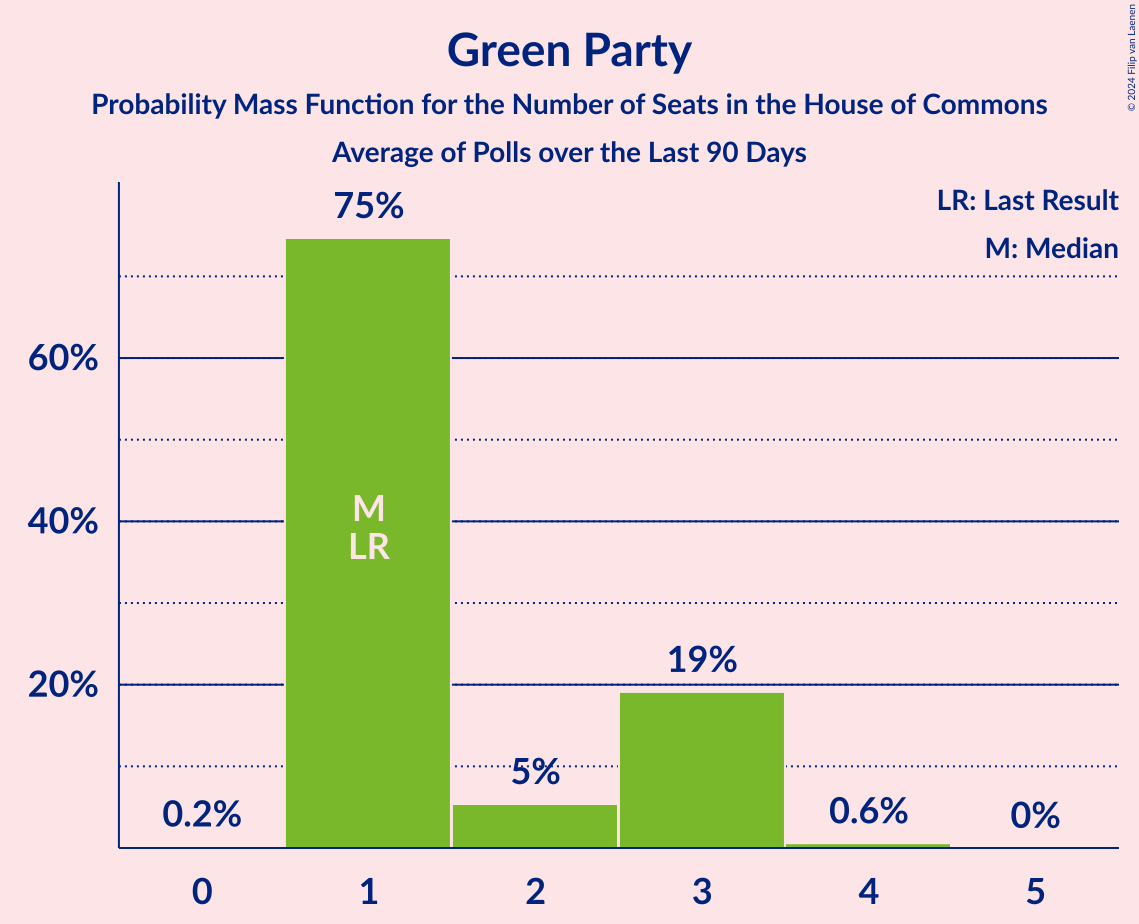 Green Party
Probability Mass Function for the Number of Seats in the House of Commons
Average of Polls over the Last 90 Days
© 2024 Filip van Laenen
LR: Last Result
M: Median
75%
60%
40%
20%
M
LR
19%
5%
0.2%
0.6%
0%
0 1 2 3 4 5